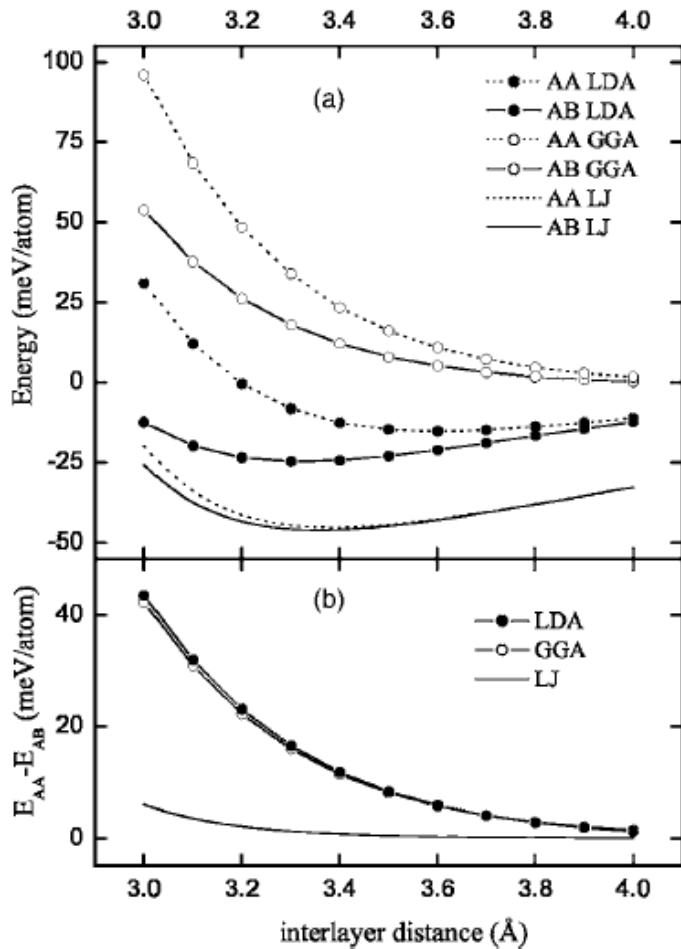 3.0 3.2 3.4 3.6 3.8 4.0
100
75
50
25
0
-25
-50
Energy (meV/atom)
(a)
AA LDA
AB LDA
AA GGA
AB GGA
AA LJ
AB LJ
40
20
0
E_AA-E_AB (meV/atom)
(b)
LDA
GGA
LJ
3.0 3.2 3.4 3.6 3.8 4.0
interlayer distance (Å)